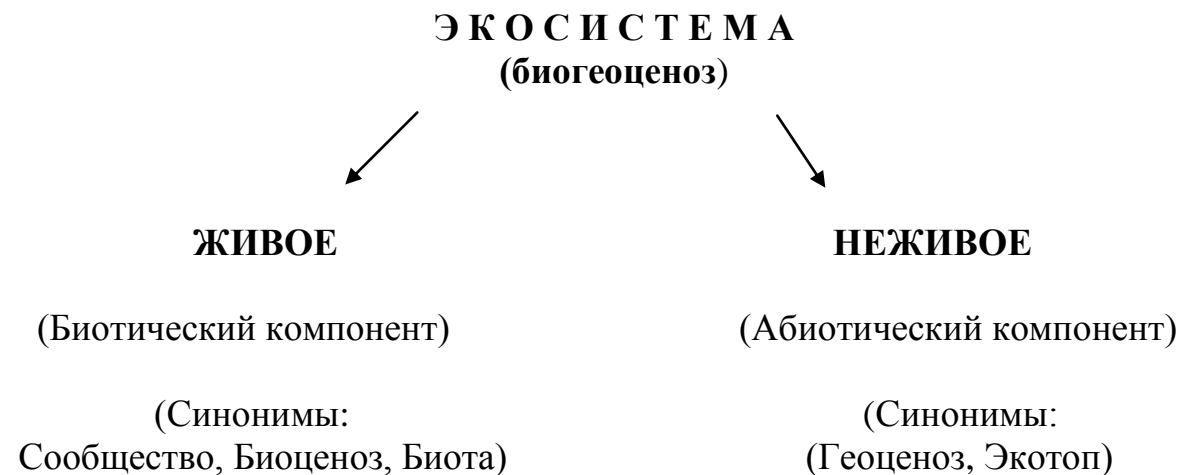 Э К О С И С Т Е М А
(биогеоценоз)
ЖИВОЕ
НЕЖИВОЕ
(Биотический компонент)
(Абиотический компонент)
(Синонимы:
Сообщество, Биоценоз, Биота)
(Синонимы:
(Геоценоз, Экотоп)